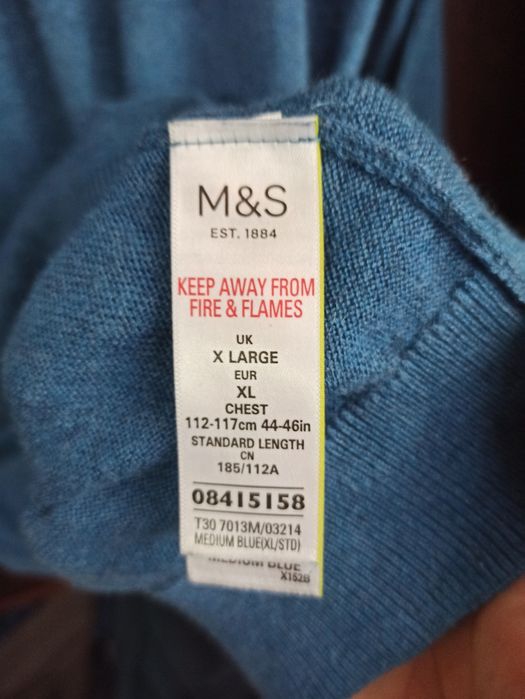 M&S
EST. 1884
KEEP AWAY FROM
FIRE & FLAMES
UK
X LARGE
EUR
XL
CHEST
112-117cm 44-46in
STANDARD LENGTH
CN
185/112A
08415158
T30 7013M/03214
MEDIUM BLUE(XL/STD)
MEDIUM BLUE
X152B